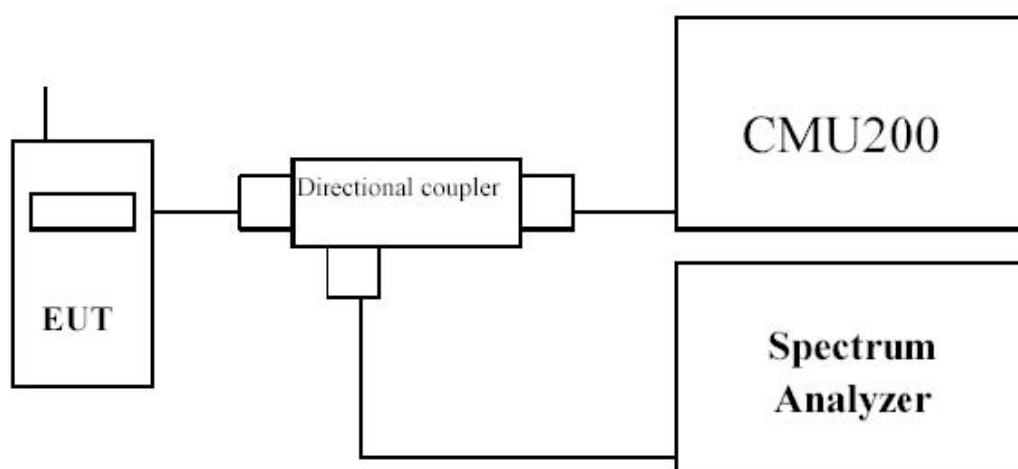 CMU200
Directional coupler
EUT
Spectrum
Analyzer